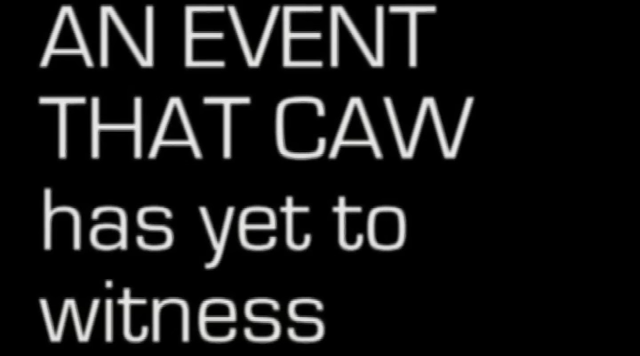 AN EVENT
THAT CAW
has yet to
witness